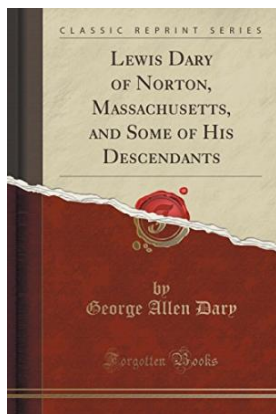 CLASSIC REPRINT SERIES
LEWIS DARY
OF NORTON,
MASSACHUSETTS,
AND SOME OF HIS
DESCENDANTS
by
George Allen Dary
Forgotten Books